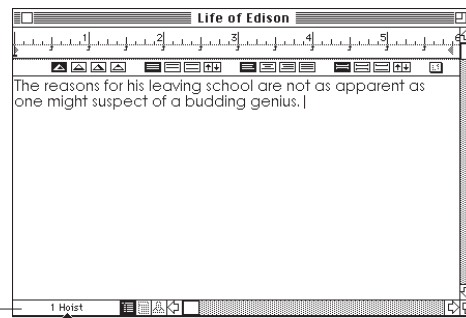 Life of Edison
1 2 3 4 5 6
The reasons for his leaving school are not as apparent as
one might suspect of a budding genius.
1 Hoist